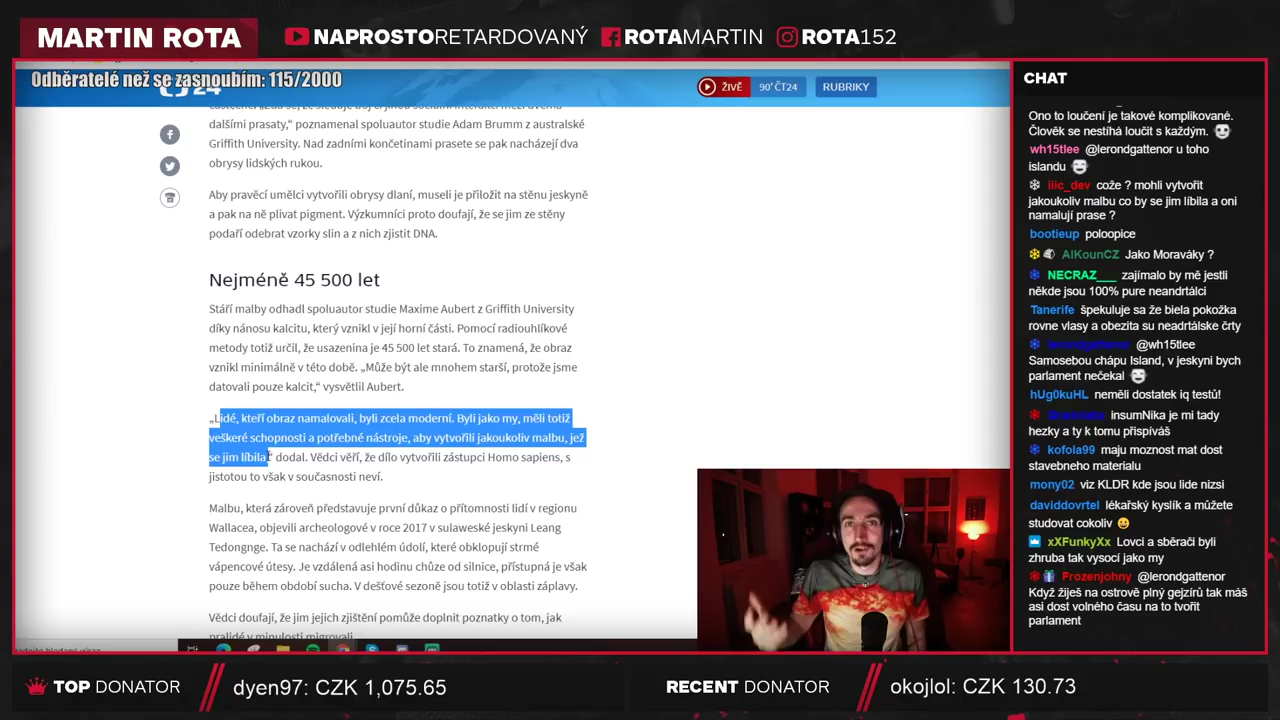 MARTIN ROTA
NAPROSTORETARDOVANÝ
ROTAMARTIN
ROTA152
Odběratelé než se zasnoubím: 115/2000
24
ŽIVĚ
90' ČT24
RUBRIKY
dalšími prasaty,“ poznamenal spoluautor studie Adam Brumm z australské
Griffith University. Nad zadními končetinami prasete se pak nacházejí dva
obrysy lidských rukou.
Aby pravěcí umělci vytvořili obrysy dlaní, museli je přiložit na stěnu jeskyně
a pak na ně plivat pigment. Výzkumníci proto doufají, že se jim ze stěny
podaří odebrat vzorky slin a z nich zjistit DNA.
Nejméně 45 500 let
Stáří malby odhadl spoluautor studie Maxime Aubert z Griffith University
díky nánosu kalcitu, který vznikl v její horní části. Pomocí radiouhlíkové
metody totiž určil, že usazenina je 45 500 let stará. To znamená, že obraz
vznikl minimálně v této době. „Může být ale mnohem starší, protože jsme
datovali pouze kalcit,“ vysvětlil Aubert.
„Lidé, kteří obraz namalovali, byli zcela moderní. Byli jako my, měli totiž
veškeré schopnosti a potřebné nástroje, aby vytvořili jakoukoliv malbu, jež
se jim líbila,“ dodal. Vědci věří, že dílo vytvořili zástupci Homo sapiens, s
jistotou to však v současnosti neví.
Malbu, která zároveň představuje první důkaz o přítomnosti lidí v regionu
Wallacea, objevili archeologové v roce 2017 v sulaweské jeskyni Leang
Tedongnge. Ta se nachází v odlehlém údolí, které obklopují strmé
vápencové útesy. Je vzdálená asi hodinu chůze od silnice, přístupná je však
pouze během období sucha. V dešťové sezoně jsou totiž v oblasti záplavy.
Vědci doufají, že jim jejich zjištění pomůže doplnit poznatky o tom, jak
pralidé v minulosti migrovali.
CHAT
Ono to loučení je takové komplikované.
Člověk se nestíhá loučit s každým.
wh15tlee @lerondgattenor u toho
islandu
iiic_dev cože ? mohli vytvořit
jakoukoliv malbu co by se jim líbila a oni
namalují prase ?
bootieup poloopice
AlKounCZ Jako Moraváky ?
NECRAZ___ zajímalo by mě jestli
někde jsou 100% pure neandrtálci
Tanerife špekuluje sa že biela pokožka
rovne vlasy a obezita su neadrtálske črty
lerondgattenor @wh15tlee
Samosebou chápu Island, v jeskyni bych
parlament nečekal
hUg0kuHL neměli dostatek iq testů!
insumNika je mi tady
hezky a ty k tomu přispíváš
kofola99 maju moznost mat dost
stavebneho materialu
mony02 viz KLDR kde jsou lide nizsi
daviddovrtel lékařský kyslík a můžete
studovat cokoliv
xXFunkyXx Lovci a sběrači byli
zhruba tak vysocí jako my
Frozenjohny @lerondgattenor
Když žiješ na ostrově plný gejzírů tak máš
asi dost volného času na to tvořit
parlament
TOP DONATOR
dyen97: CZK 1,075.65
RECENT DONATOR
okojlol: CZK 130.73